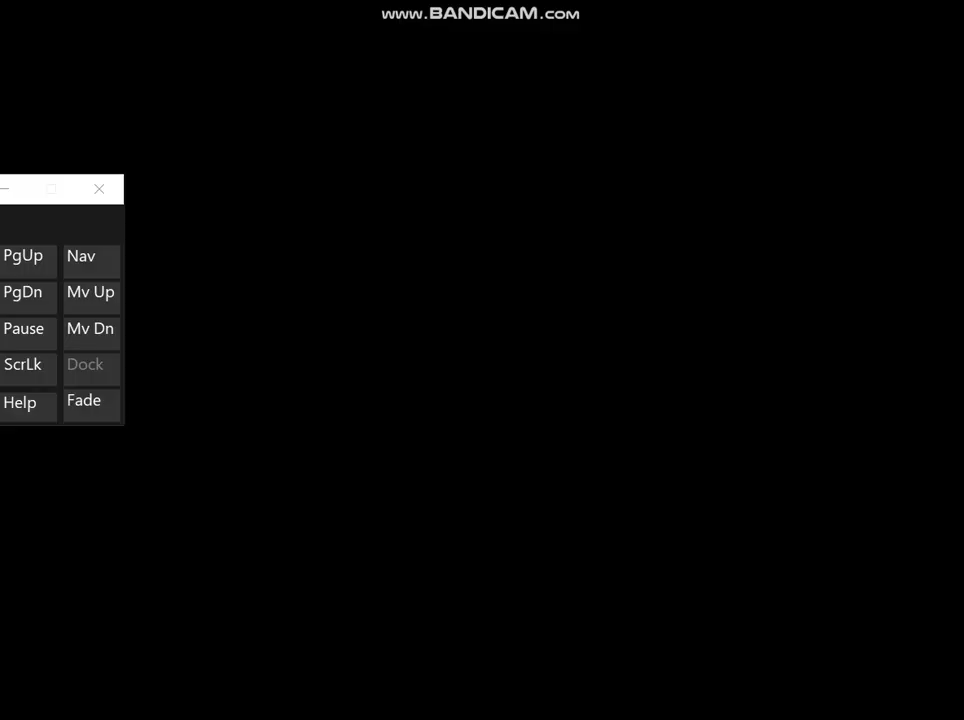 www.BANDICAM.com
PgUp Nav
PgDn Mv Up
Pause Mv Dn
ScrLk Dock
Help Fade